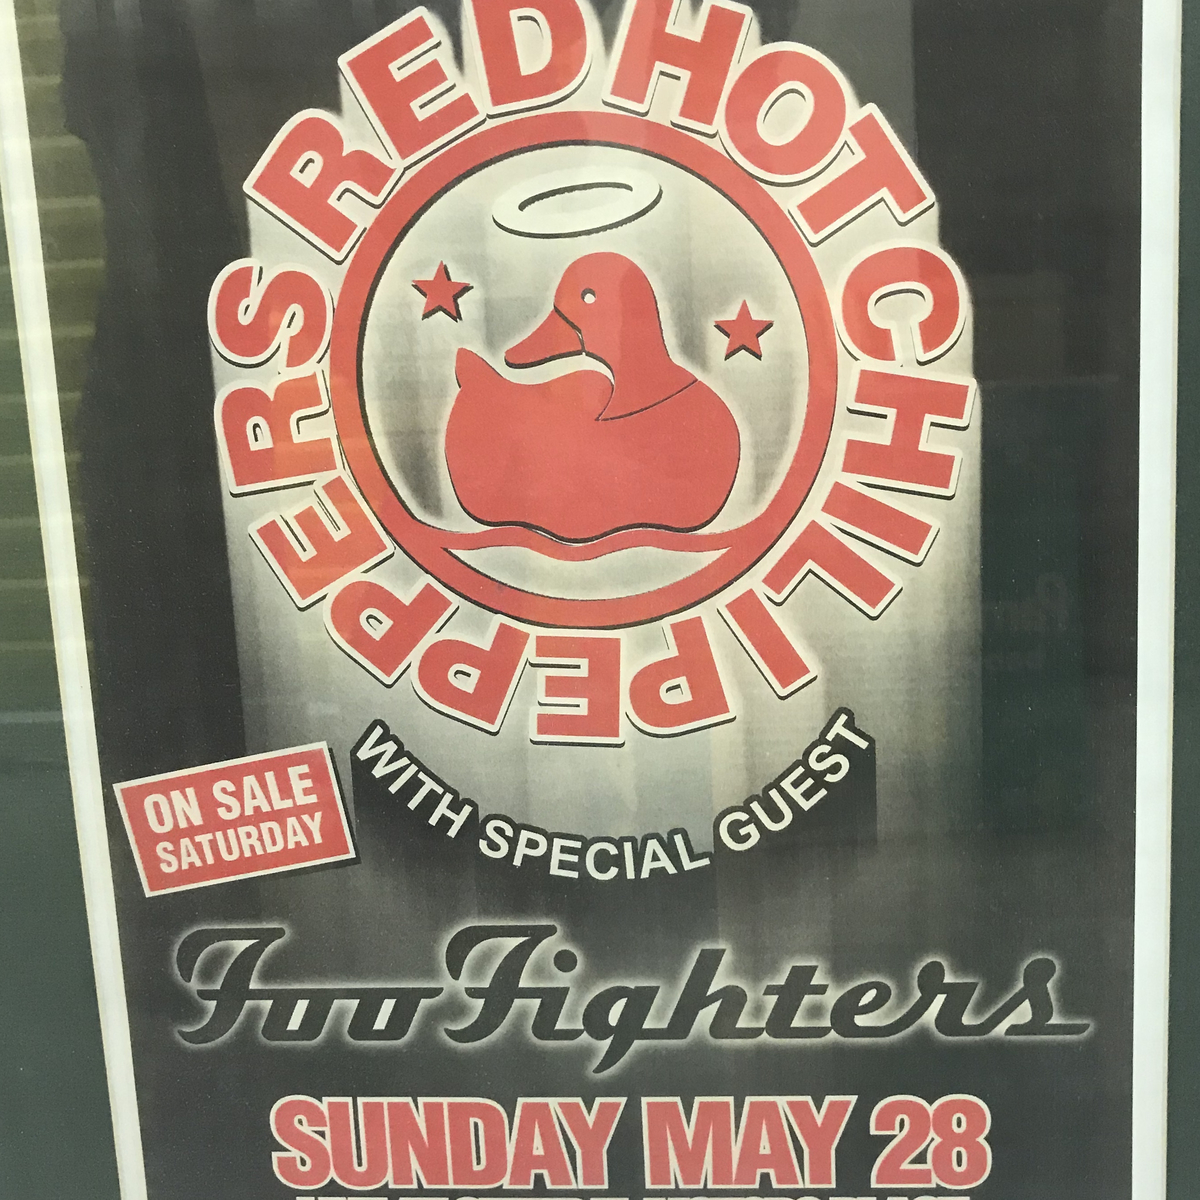 RED HOT CHILI PEPPERS
WITH SPECIAL GUEST
ON SALE
SATURDAY
Foo Fighters
SUNDAY MAY 28